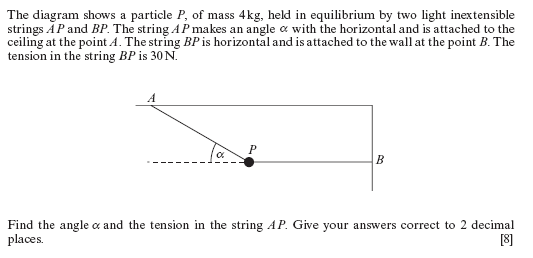 The diagram shows a particle P, of mass 4 kg, held in equilibrium by two light inextensible
strings AP and BP. The string AP makes an angle α with the horizontal and is attached to the
ceiling at the point A. The string BP is horizontal and is attached to the wall at the point B. The
tension in the string BP is 30 N.
A
α
P
B
Find the angle α and the tension in the string AP. Give your answers correct to 2 decimal
places. [8]